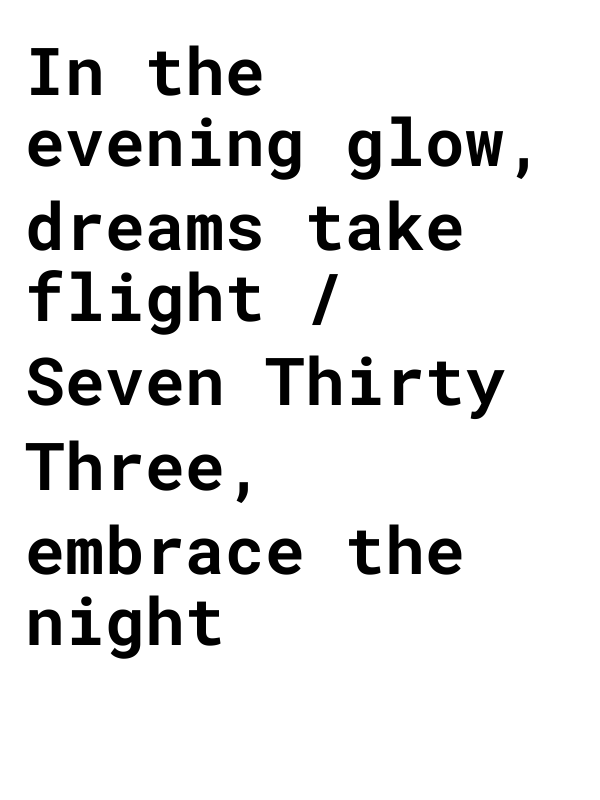 In the
evening glow,
dreams take
flight /
Seven Thirty
Three,
embrace the
night